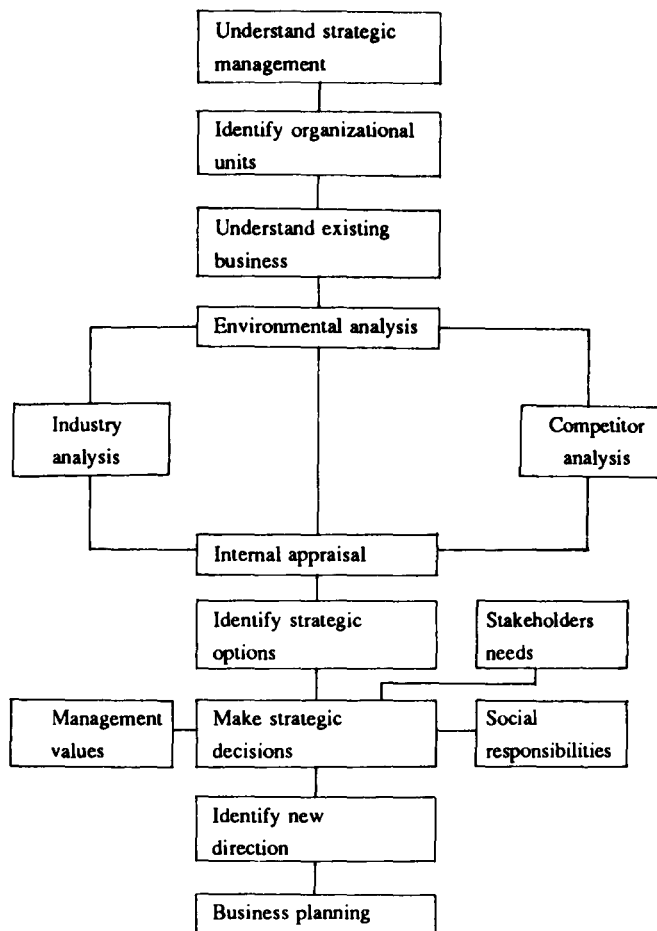 Understand strategic
management
Identify organizational
units
Understand existing
business
Environmental analysis
Industry
analysis
Competitor
analysis
Internal appraisal
Identify strategic
options
Stakeholders
needs
Management
values
Make strategic
decisions
Social
responsibilities
Identify new
direction
Business planning